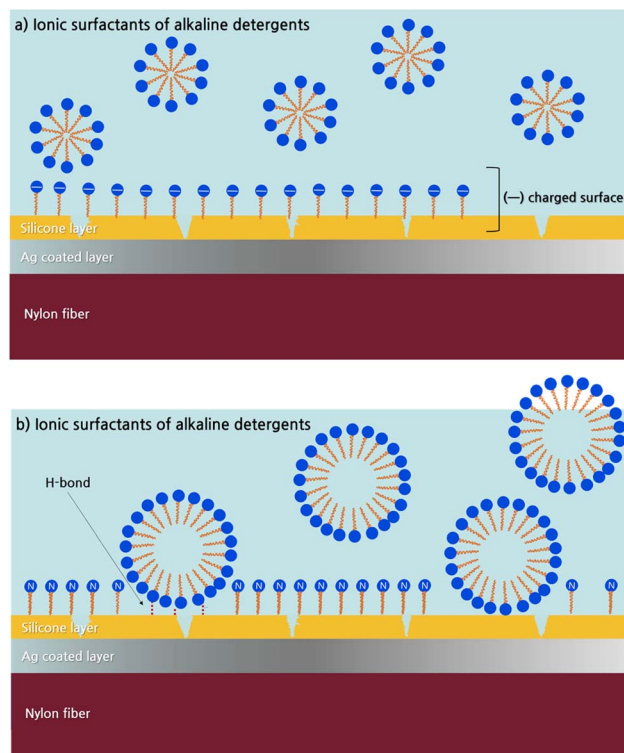 a) Ionic surfactants of alkaline detergents
(—) charged surface
Silicone layer
Ag coated layer
Nylon fiber
b) Ionic surfactants of alkaline detergents
H-bond
N N N N N N N N N N N N N N N N N
Silicone layer
Ag coated layer
Nylon fiber